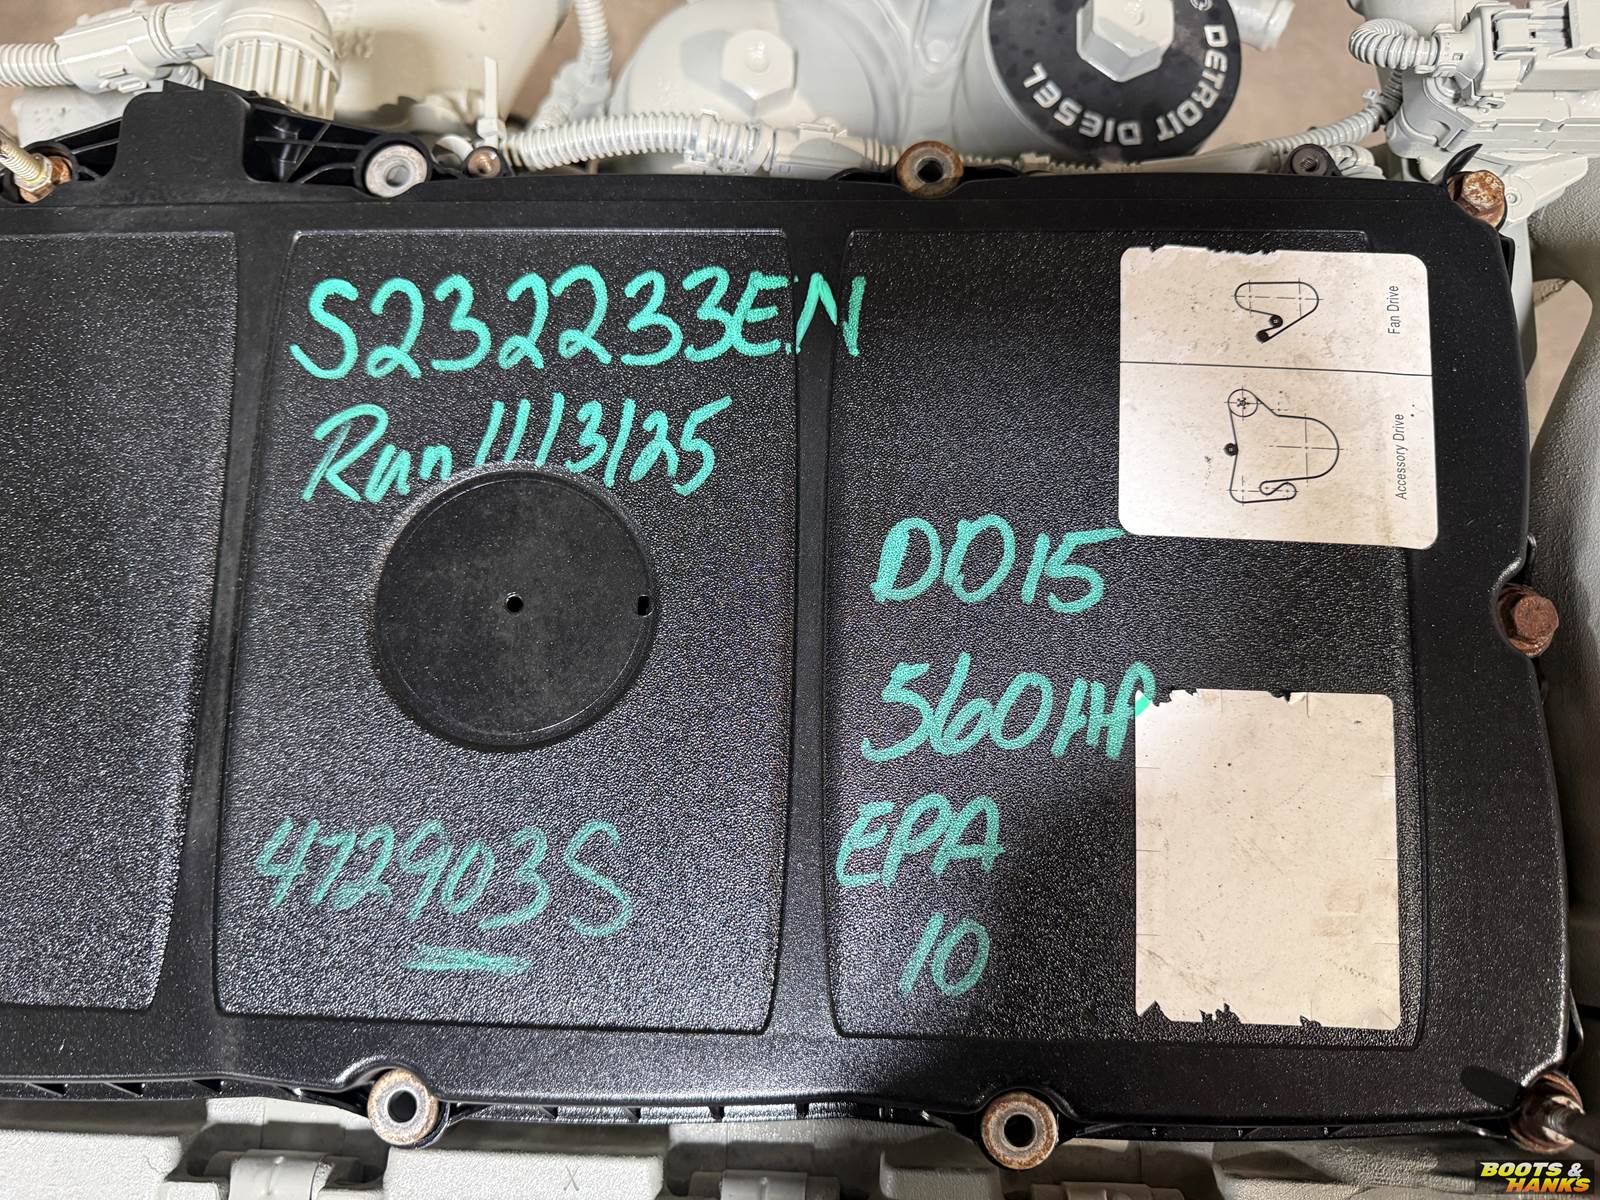 © DETROIT DIESEL
S232233EN
Run 11/3/25
Fan Drive
Accessory Drive
DD15
560HP
EPA
10
472903S
BOOTS &
HANKS